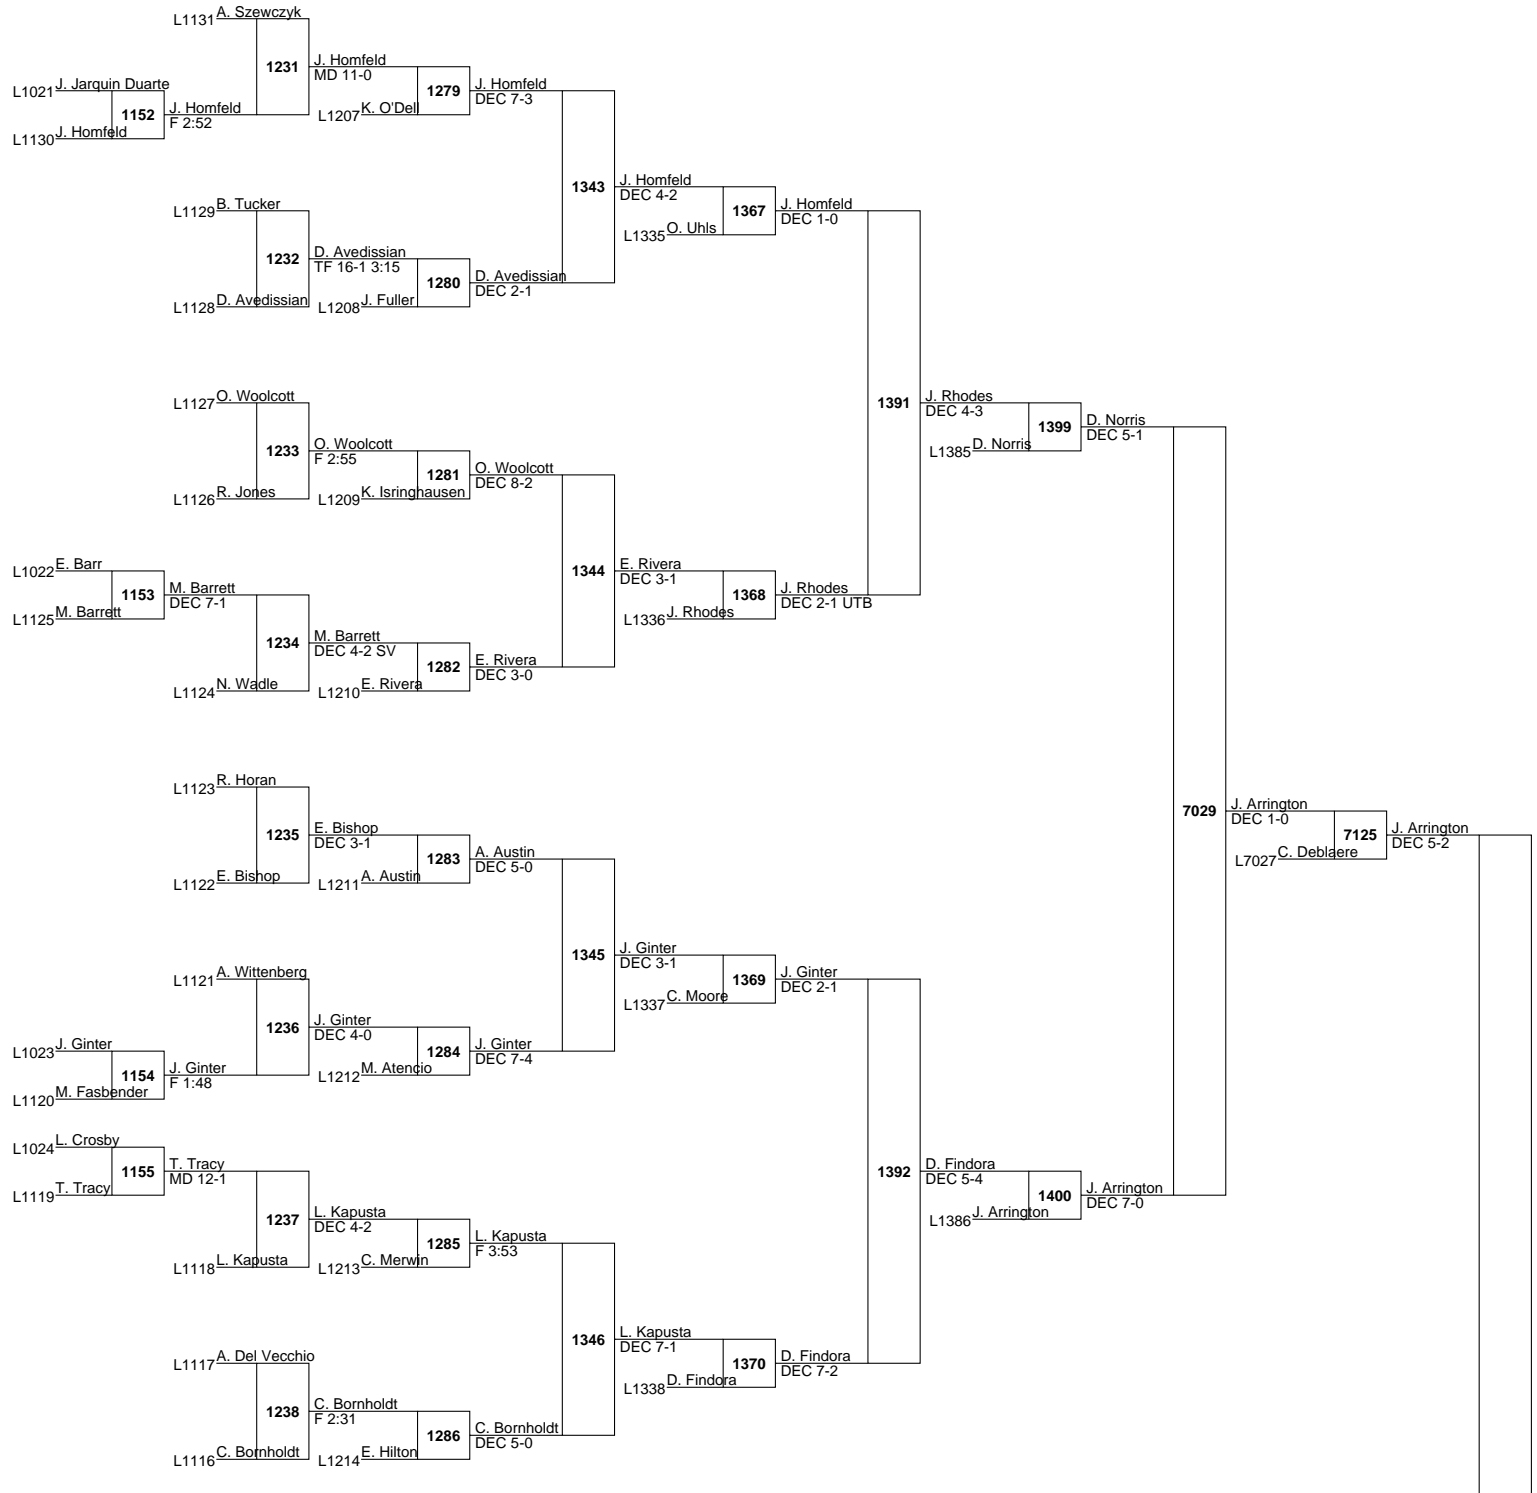 L1131 A. Szewczyk
1231
J. Homfeld
MD 11-0
L1021 J. Jarquin Duarte
1152
J. Homfeld
F 2:52
L1130 J. Homfeld
1279
J. Homfeld
DEC 7-3
L1207 K. O'Dell
1343
J. Homfeld
DEC 4-2
1367
J. Homfeld
DEC 1-0
L1335 O. Uhls
L1129 B. Tucker
1232
D. Avedissian
TF 16-1 3:15
L1128 D. Avedissian
1280
D. Avedissian
DEC 2-1
L1208 J. Fuller
L1127 O. Woolcott
1233
O. Woolcott
F 2:55
L1126 R. Jones
1281
O. Woolcott
DEC 8-2
L1209 K. Isringhausen
1391
J. Rhodes
DEC 4-3
1399
D. Norris
DEC 5-1
L1385 D. Norris
L1022 E. Barr
1153
M. Barrett
DEC 7-1
L1125 M. Barrett
1344
E. Rivera
DEC 3-1
1368
J. Rhodes
DEC 2-1 UTB
L1336 J. Rhodes
1234
M. Barrett
DEC 4-2 SV
L1124 N. Wadle
1282
E. Rivera
DEC 3-0
L1210 E. Rivera
L1123 R. Horan
1235
E. Bishop
DEC 3-1
L1122 E. Bishop
1283
A. Austin
DEC 5-0
L1211 A. Austin
7029
J. Arrington
DEC 1-0
7125
J. Arrington
DEC 5-2
L7027 C. Deblaere
1345
J. Ginter
DEC 3-1
1369
J. Ginter
DEC 2-1
L1337 C. Moore
L1121 A. Wittenberg
1236
J. Ginter
DEC 4-0
L1023 J. Ginter
1154
J. Ginter
F 1:48
L1120 M. Fasbender
1284
J. Ginter
DEC 7-4
L1212 M. Atencio
L1024 L. Crosby
1155
T. Tracy
MD 12-1
L1119 T. Tracy
1392
D. Findora
DEC 5-4
1400
J. Arrington
DEC 7-0
L1386 J. Arrington
1237
L. Kapusta
DEC 4-2
L1118 L. Kapusta
1285
L. Kapusta
F 3:53
L1213 C. Merwin
1346
L. Kapusta
DEC 7-1
1370
D. Findora
DEC 7-2
L1338 D. Findora
L1117 A. Del Vecchio
1238
C. Bornholdt
F 2:31
L1116 C. Bornholdt
1286
C. Bornholdt
DEC 5-0
L1214 E. Hilton